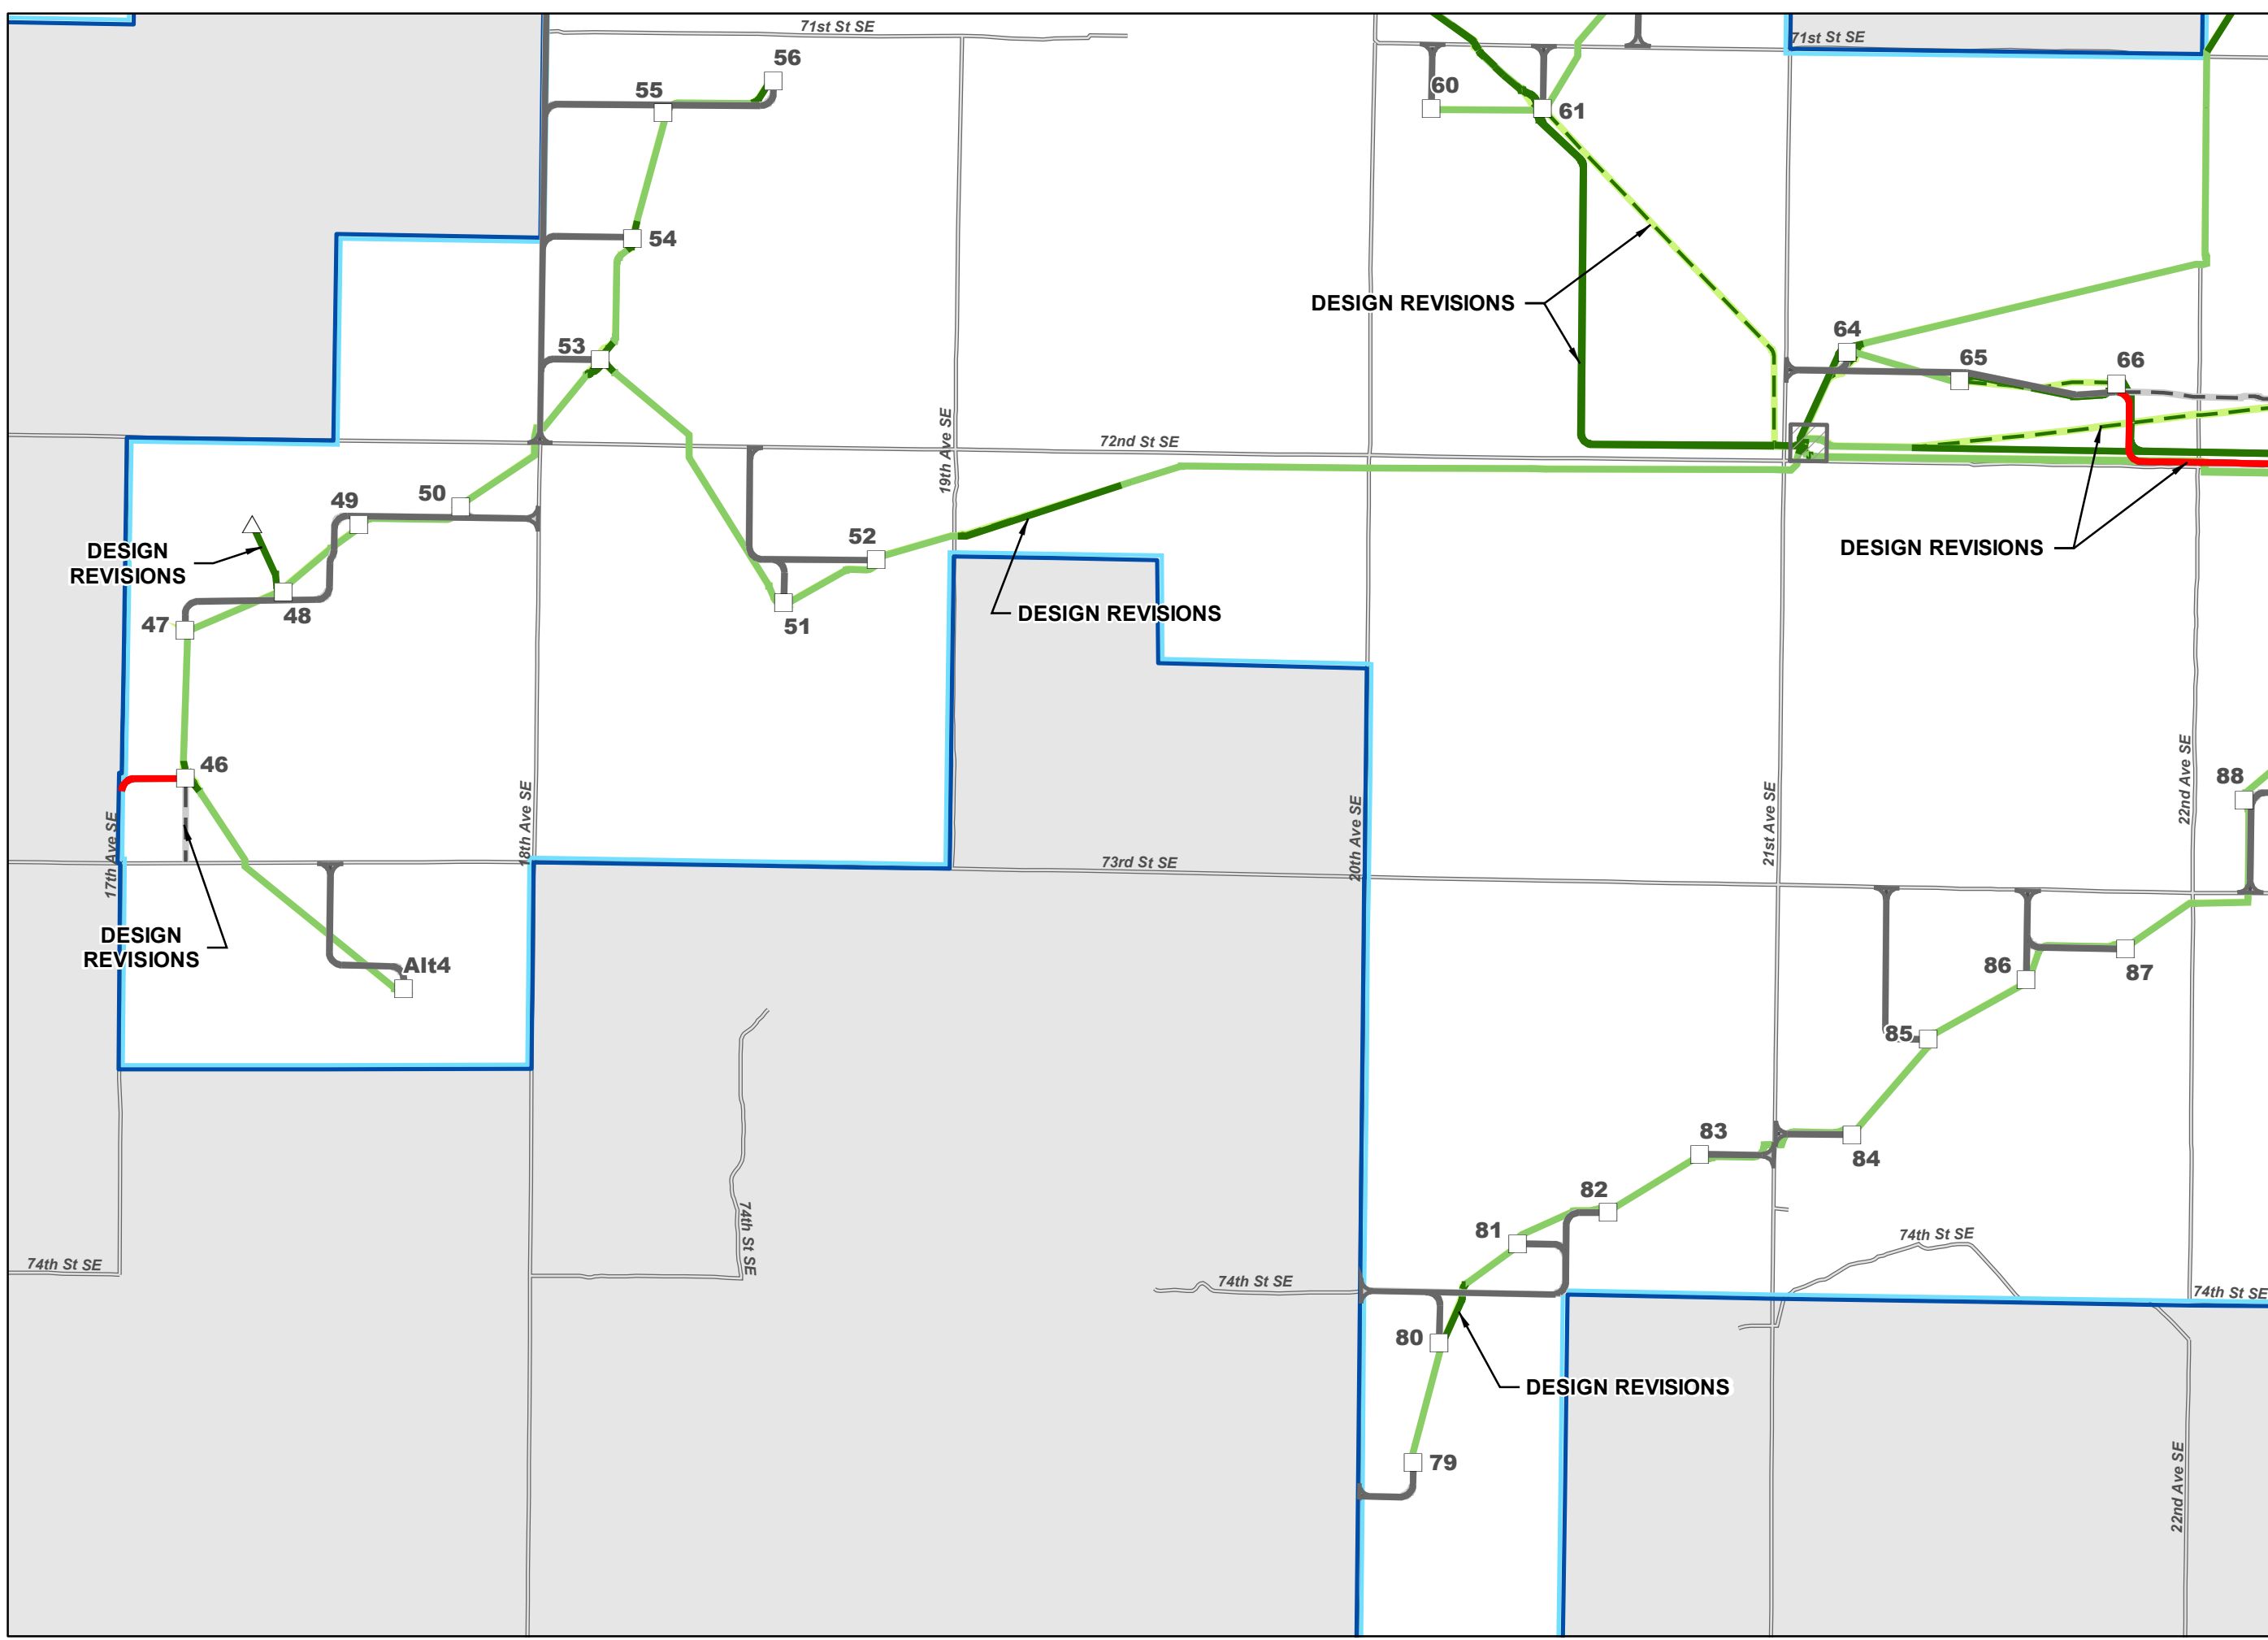 71st St SE
71st St SE
56
55
60
61
54
DESIGN REVISIONS
53
64
65
66
19th Ave SE
72nd St SE
49
50
52
DESIGN
REVISIONS
DESIGN REVISIONS
48
47
51
DESIGN REVISIONS
46
88
17th Ave SE
18th Ave SE
20th Ave SE
21st Ave SE
22nd Ave SE
73rd St SE
DESIGN
REVISIONS
Alt4
86
87
85
83
84
82
81
74th St SE
74th St SE
74th St SE
74th St SE
74th St SE
80
DESIGN REVISIONS
79
22nd Ave SE